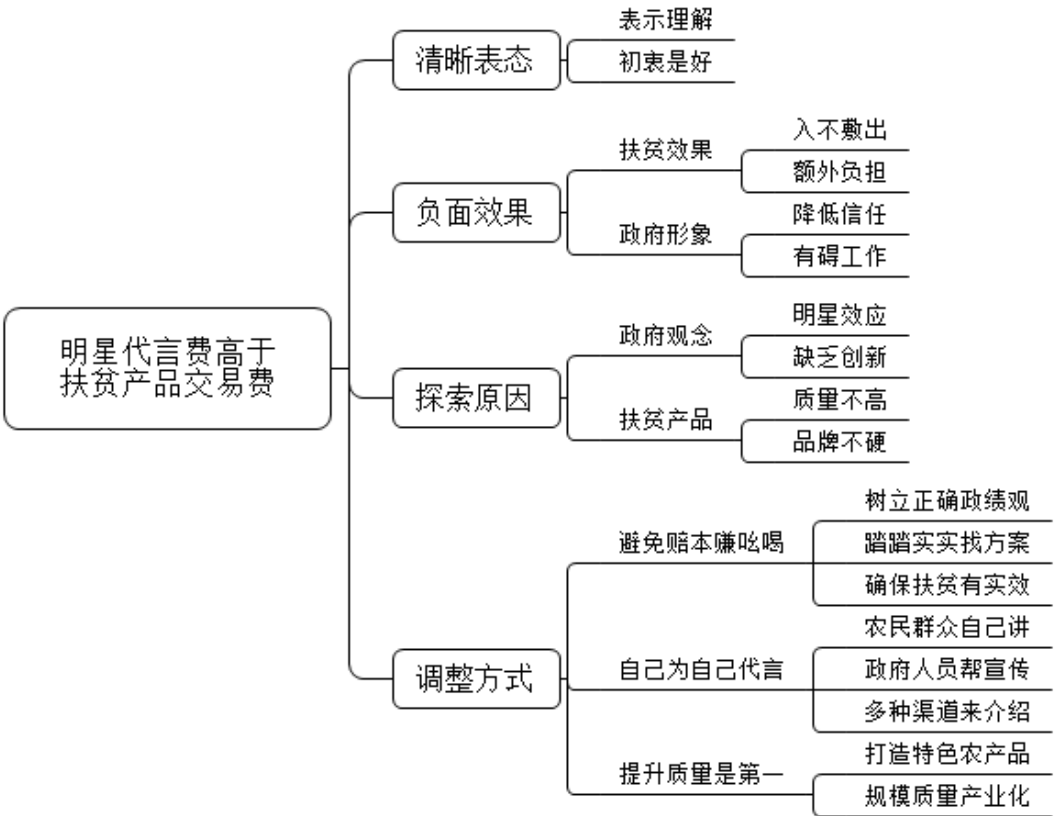 明星代言费高于
扶贫产品交易费
清晰表态
表示理解
初衷是好
负面效果
扶贫效果
入不敷出
额外负担
政府形象
降低信任
有碍工作
探索原因
政府观念
明星效应
缺乏创新
扶贫产品
质量不高
品牌不硬
调整方式
避免赔本赚吆喝
树立正确政绩观
踏踏实实找方案
确保扶贫有实效
自己为自己代言
农民群众自己讲
政府人员帮宣传
多种渠道来介绍
提升质量是第一
打造特色农产品
规模质量产业化